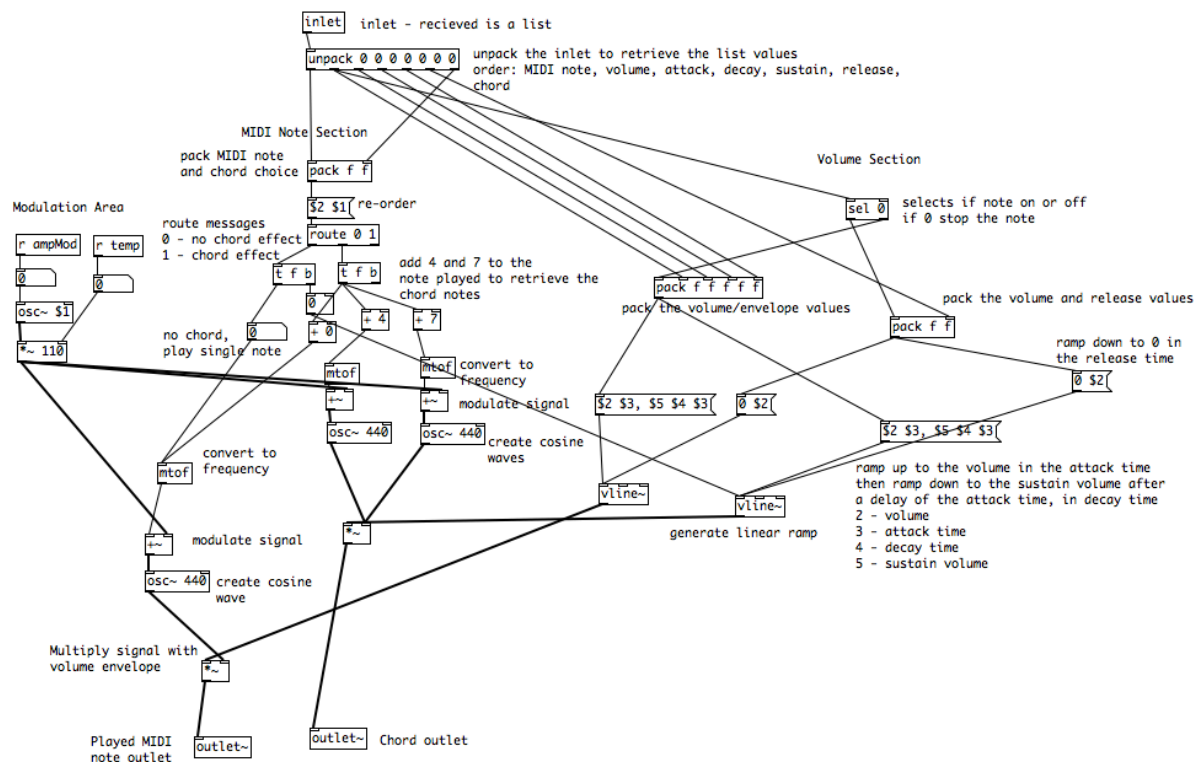 inlet
inlet - recieved is a list
unpack 0 0 0 0 0 0 0
unpack the inlet to retrieve the list values
order: MIDI note, volume, attack, decay, sustain, release,
chord
MIDI Note Section
pack MIDI note
and chord choice
pack f f
Volume Section
$2 $1
re-order
sel 0
selects if note on or off
if 0 stop the note
Modulation Area
route messages
0 - no chord effect
1 - chord effect
route 0 1
r ampMod
r temp
0
0
t f b
t f b
add 4 and 7 to the
note played to retrieve the
chord notes
pack f f f f f
pack the volume/envelope values
pack the volume and release values
osc~ $1
0
+ 0
+ 4
+ 7
pack f f
no chord,
play single note
0
*~ 110
ramp down to 0 in
the release time
mtof
mtof
convert to
frequency
0 $2
+~
+~
modulate signal
$2 $3, $5 $4 $3
0 $2
osc~ 440
osc~ 440
create cosine
waves
$2 $3, $5 $4 $3
mtof
convert to
frequency
ramp up to the volume in the attack time
then ramp down to the sustain volume after
a delay of the attack time, in decay time
2 - volume
3 - attack time
4 - decay time
5 - sustain volume
vline~
vline~
generate linear ramp
*~
+~
modulate signal
osc~ 440
create cosine
wave
Multiply signal with
volume envelope
*~
Played MIDI
note outlet
outlet~
outlet~
Chord outlet